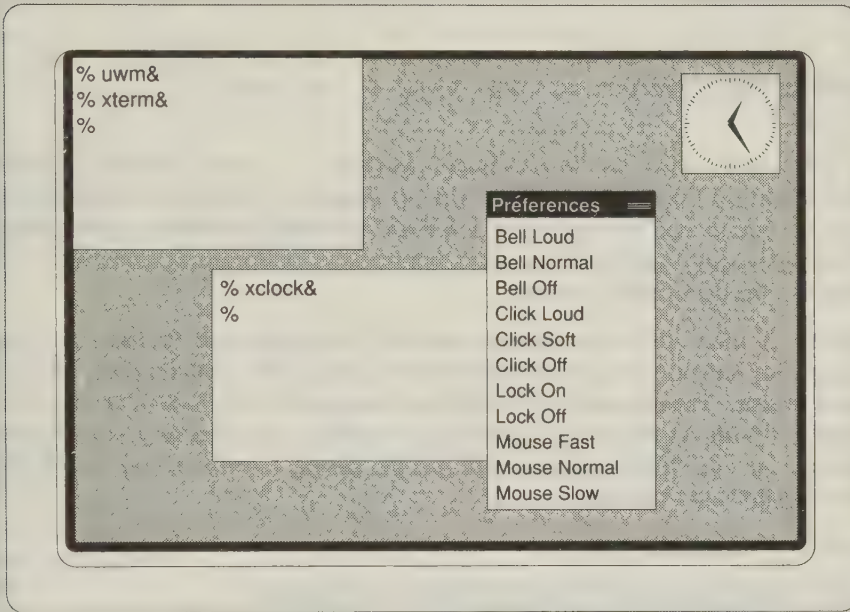 % uwm&
% xterm&
%
% xclock&
%
Preferences
Bell Loud
Bell Normal
Bell Off
Click Loud
Click Soft
Click Off
Lock On
Lock Off
Mouse Fast
Mouse Normal
Mouse Slow